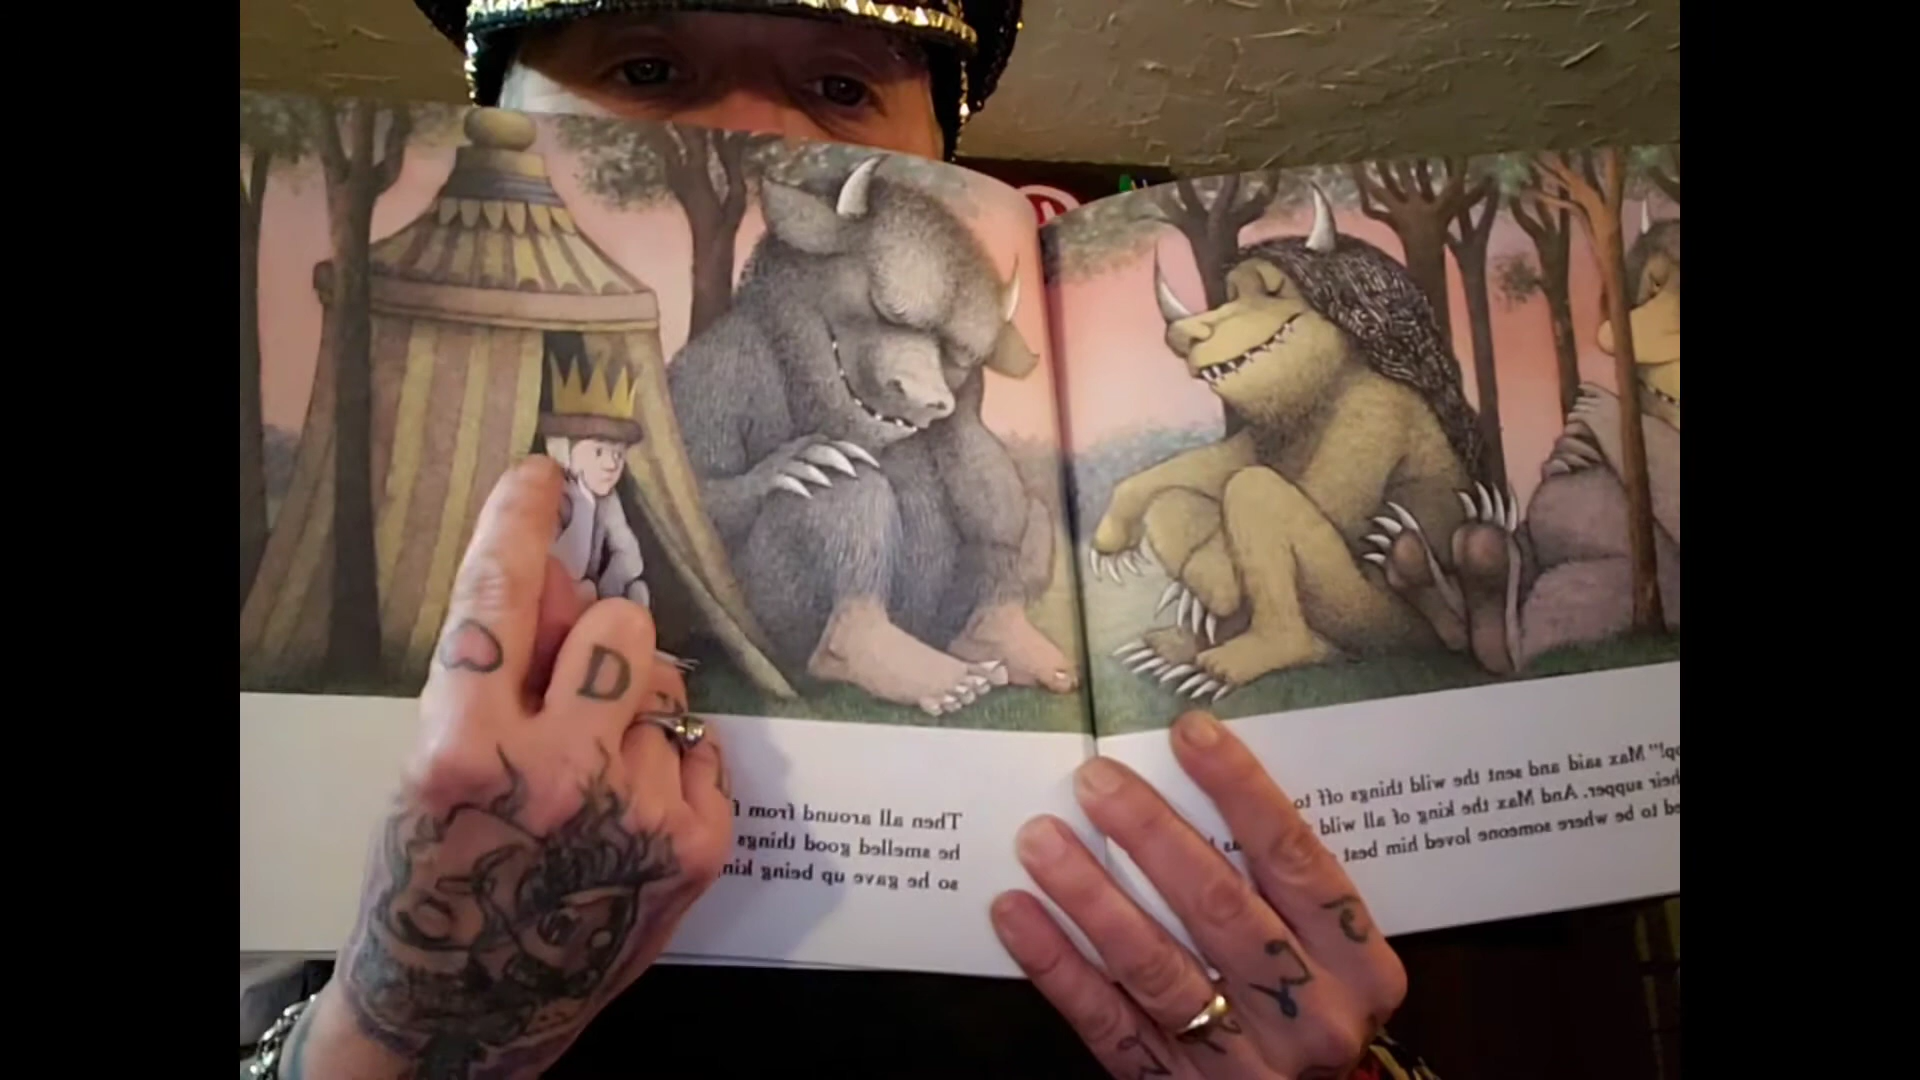 Max said and sent the wild things off to
supper. And Max the king of all wild
to be where someone loved him best
Then all around from
he smelled good things
so he gave up being
D